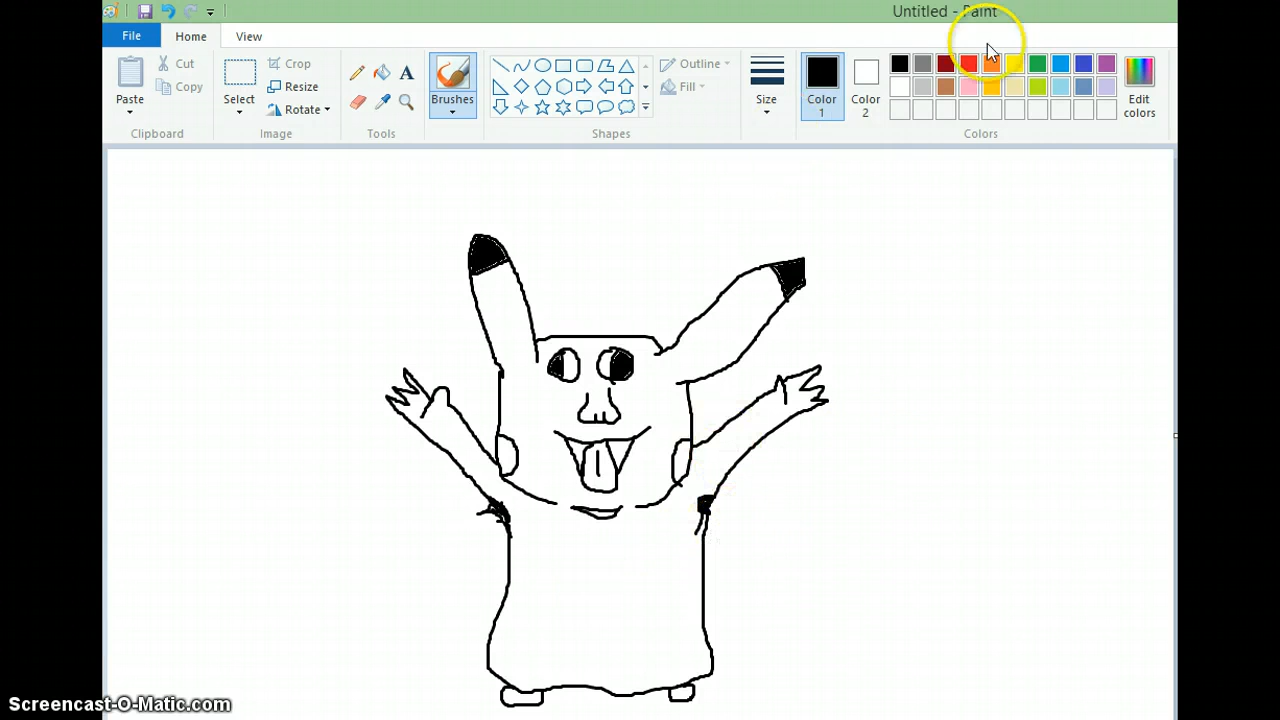 Untitled - Paint
File Home View
Paste
Cut
Copy
Clipboard
Select
Crop
Resize
Rotate
Image
A
Tools
Brushes
Outline
Fill
Shapes
Size
Color 1
Color 2
Edit colors
Colors
Screencast-O-Matic.com